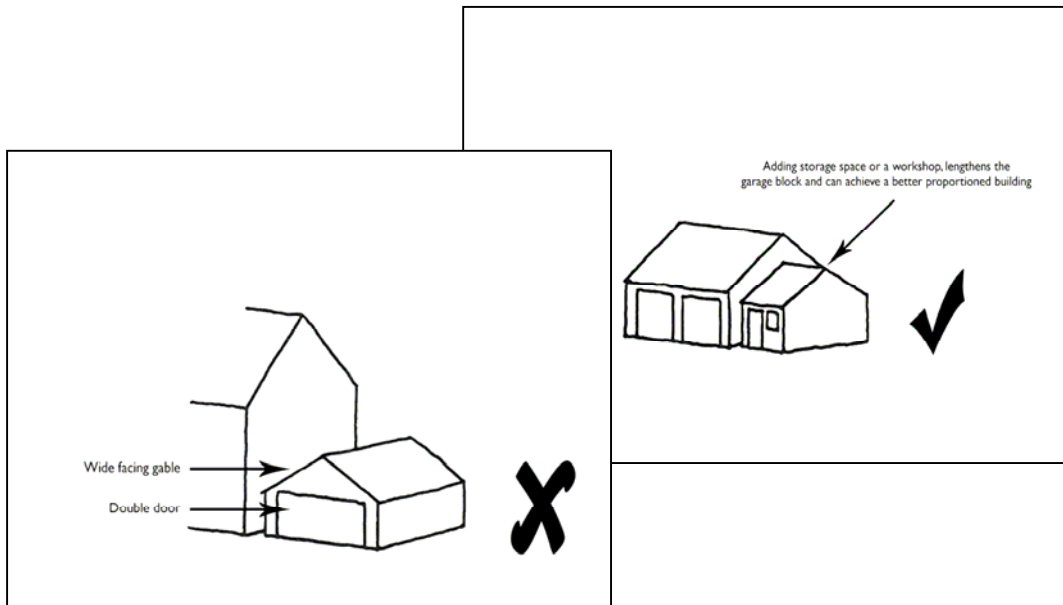 Adding storage space or a workshop, lengthens the
garage block and can achieve a better proportioned building
Wide facing gable
Double door